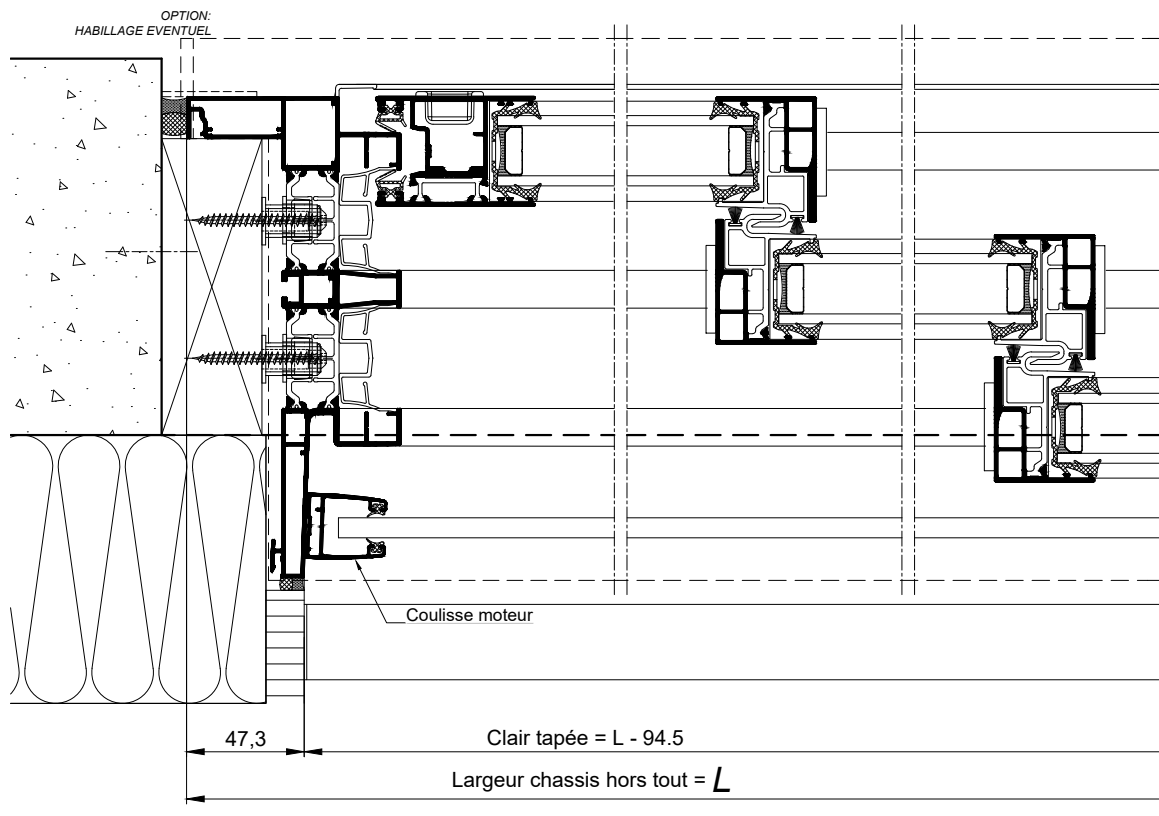 OPTION:
HABILLAGE EVENTUEL
Coulisse moteur
47,3
Clair tapée = L - 94.5
Largeur chassis hors tout = L